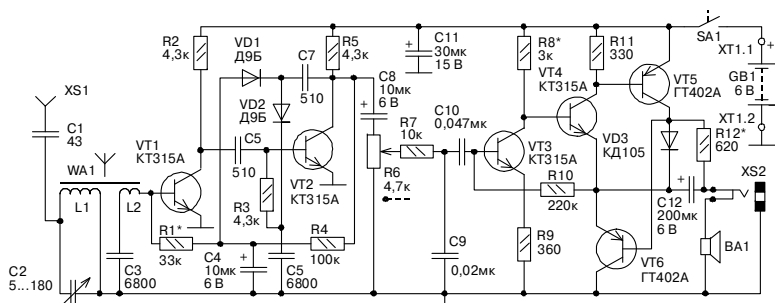 XS1
C1
43
WA1
L1
L2
C2
5...180
C3
6800
R1*
33к
VT1
КТ315А
R2
4,3к
VD1
Д9Б
VD2
Д9Б
C7
510
R5
4,3к
C5
510
R3
4,3к
VT2
КТ315А
C4
10мк
6 В
C5
6800
R4
100к
C8
10мк
6 В
C11
30мк
15 В
R6
4,7к
R7
10к
C10
0,047мк
C9
0,02мк
R8*
3к
VT3
КТ315А
R9
360
VT4
КТ315А
R10
220к
R11
330
VD3
КД105
VT5
ГТ402А
R12*
620
VT6
ГТ402А
C12
200мк
6 В
SA1
XT1.1
GB1
6 В
XT1.2
XS2
BA1